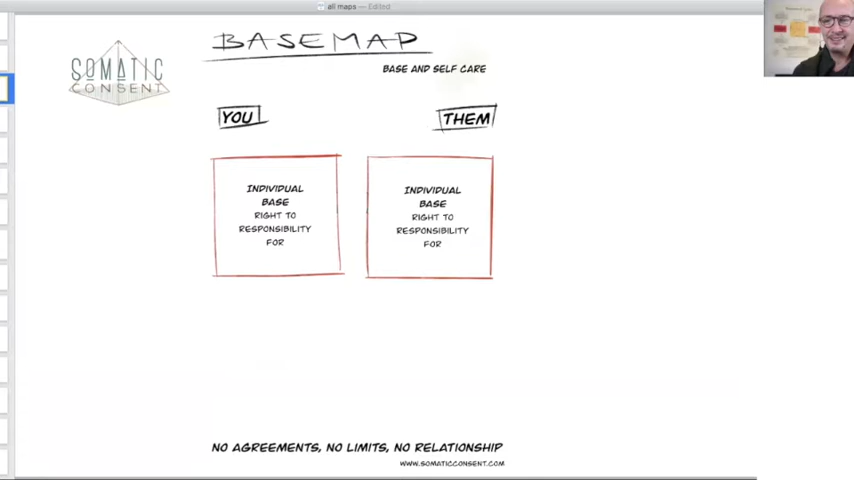 all maps — Edited
BASEMAP
SOMATIC
CONSENT
BASE AND SELF CARE
YOU
THEM
INDIVIDUAL
BASE
RIGHT TO
RESPONSIBILITY
FOR
INDIVIDUAL
BASE
RIGHT TO
RESPONSIBILITY
FOR
NO AGREEMENTS, NO LIMITS, NO RELATIONSHIP
WWW.SOMATICCONSENT.COM